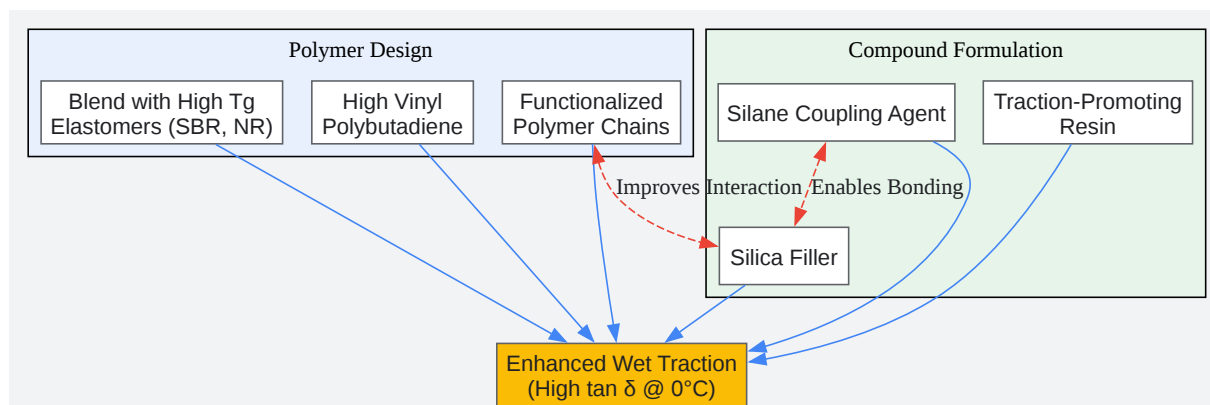 Polymer Design
Compound Formulation
Blend with High Tg
Elastomers (SBR, NR)
High Vinyl
Polybutadiene
Functionalized
Polymer Chains
Silane Coupling Agent
Traction-Promoting
Resin
Improves Interaction
Enables Bonding
Silica Filler
Enhanced Wet Traction
(High tan δ @ 0°C)